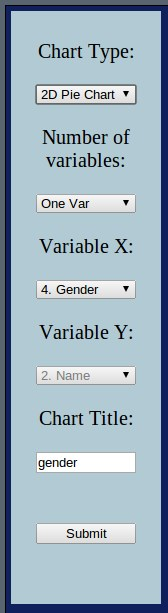 Chart Type:
2D Pie Chart
Number of
variables:
One Var
Variable X:
4. Gender
Variable Y:
2. Name
Chart Title:
gender
Submit